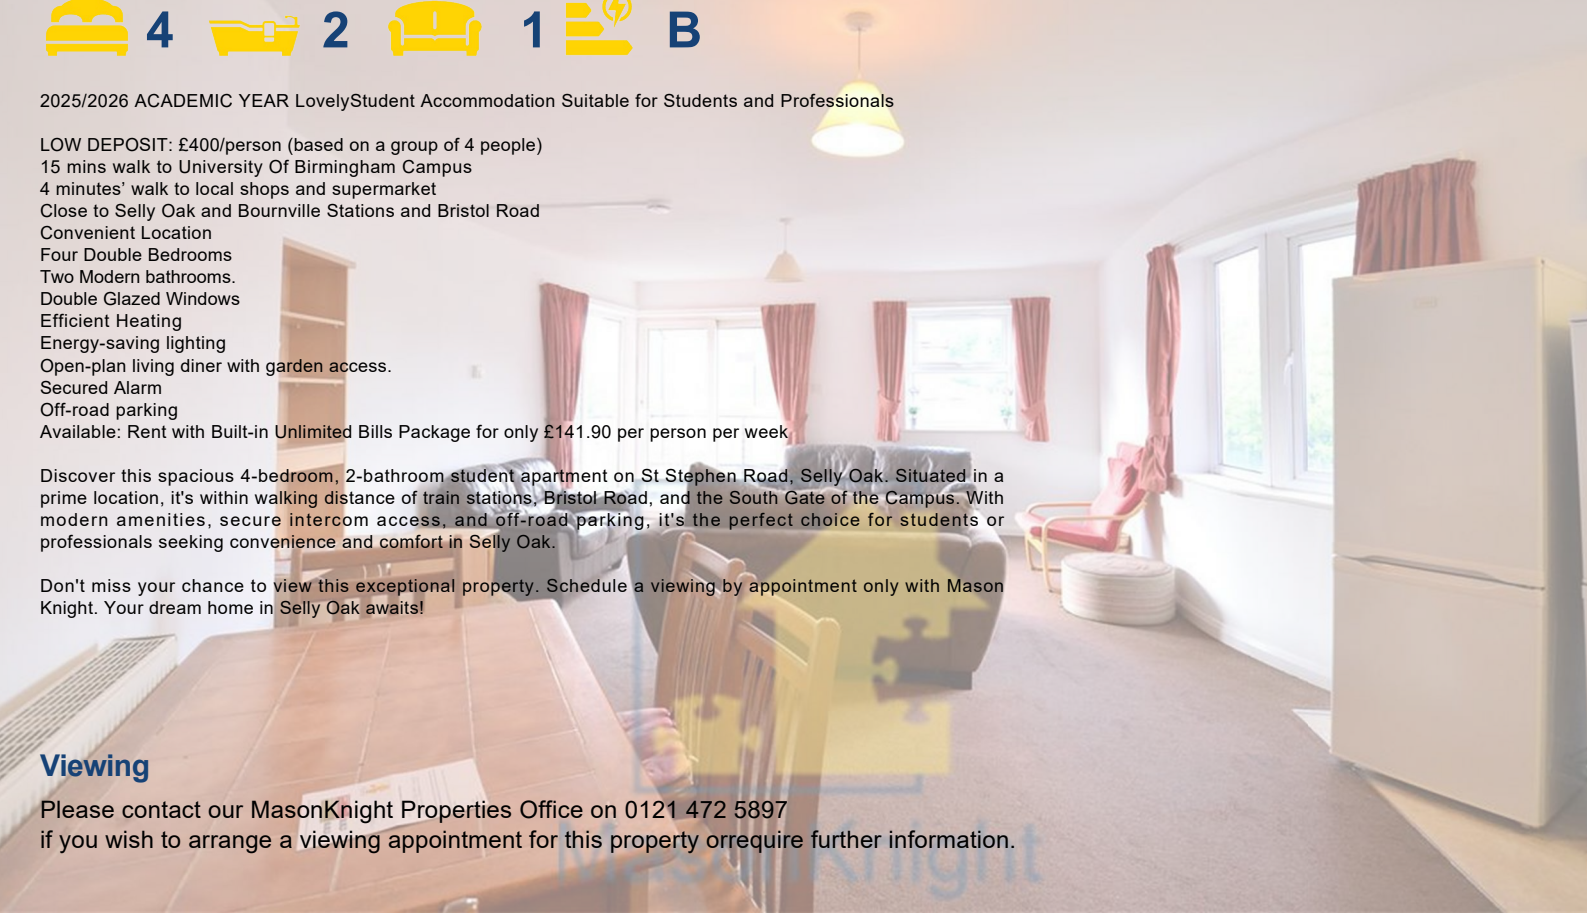 4 2 1 B
2025/2026 ACADEMIC YEAR LovelyStudent Accommodation Suitable for Students and Professionals
LOW DEPOSIT: £400/person (based on a group of 4 people)
15 mins walk to University Of Birmingham Campus
4 minutes’ walk to local shops and supermarket
Close to Selly Oak and Bournville Stations and Bristol Road
Convenient Location
Four Double Bedrooms
Two Modern bathrooms.
Double Glazed Windows
Efficient Heating
Energy-saving lighting
Open-plan living diner with garden access.
Secured Alarm
Off-road parking
Available: Rent with Built-in Unlimited Bills Package for only £141.90 per person per week
Discover this spacious 4-bedroom, 2-bathroom student apartment on St Stephen Road, Selly Oak. Situated in a
prime location, it's within walking distance of train stations, Bristol Road, and the South Gate of the Campus. With
modern amenities, secure intercom access, and off-road parking, it's the perfect choice for students or
professionals seeking convenience and comfort in Selly Oak.
Don't miss your chance to view this exceptional property. Schedule a viewing by appointment only with Mason
Knight. Your dream home in Selly Oak awaits!
Viewing
Please contact our MasonKnight Properties Office on 0121 472 5897
if you wish to arrange a viewing appointment for this property orrequire further information.
MasonKnight